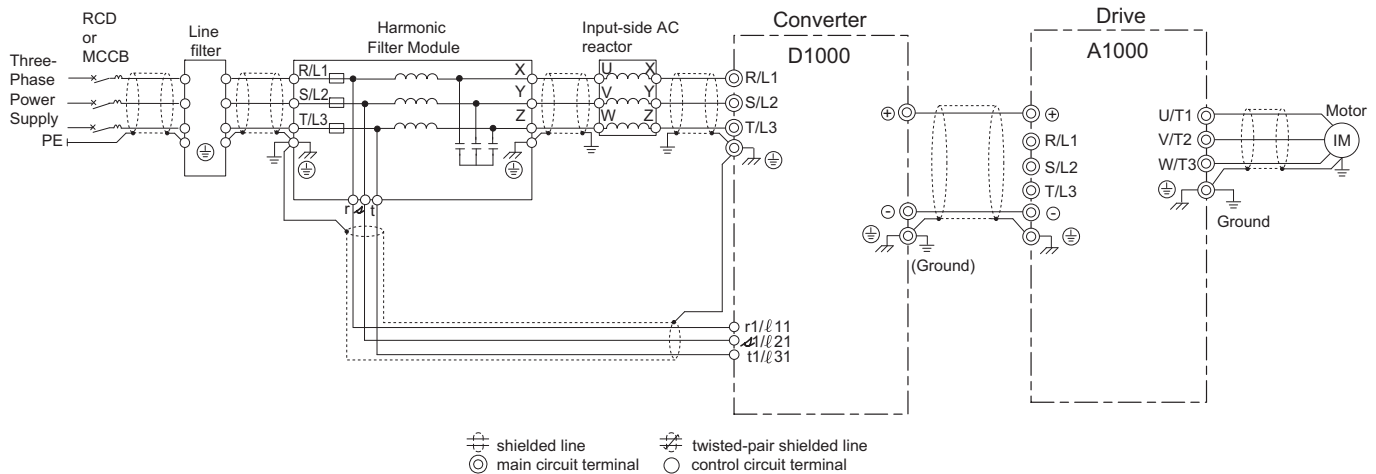 RCD
or
MCCB
Three-
Phase
Power
Supply
PE
Line
filter
Harmonic
Filter Module
R/L1
S/L2
T/L3
X
Y
Z
r s t
Input-side AC
reactor
U X
V Y
W Z
Converter
D1000
R/L1
S/L2
T/L3
r1/ℓ11
s1/ℓ21
t1/ℓ31
+
-
(Ground)
Drive
A1000
+
R/L1
S/L2
T/L3
-
U/T1
V/T2
W/T3
Ground
Motor
IM
shielded line
twisted-pair shielded line
main circuit terminal
control circuit terminal